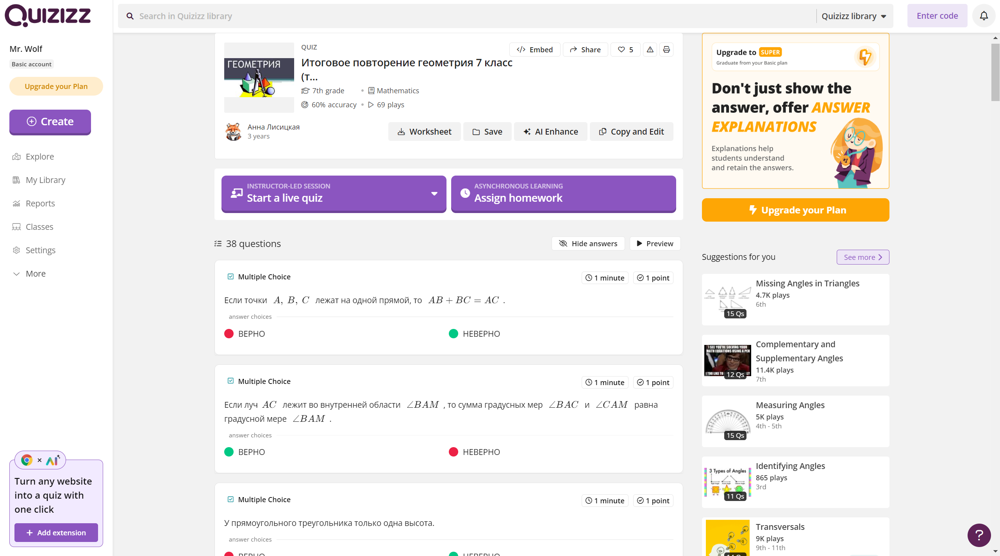 QUIZIZZ
Search in Quizizz library
Quizizz library
Enter code
Mr. Wolf
Basic account
Upgrade your Plan
Create
Explore
My Library
Reports
Classes
Settings
More
× AI
Turn any website
into a quiz with
one click
Add extension
ГЕОМЕТРИЯ
QUIZ
Embed
Share
5
Итоговое повторение геометрия 7 класс
(т...
7th grade
Mathematics
60% accuracy
69 plays
Анна Лисицкая
3 years
Worksheet
Save
AI Enhance
Copy and Edit
INSTRUCTOR-LED SESSION
Start a live quiz
ASYNCHRONOUS LEARNING
Assign homework
38 questions
Hide answers
Preview
Multiple Choice
1 minute
1 point
Если точки A, B, C лежат на одной прямой, то AB + BC = AC .
answer choices
ВЕРНО
НЕВЕРНО
Multiple Choice
1 minute
1 point
Если луч AC лежит во внутренней области ∠BAM , то сумма градусных мер ∠BAC и ∠CAM равна
градусной мере ∠BAM .
answer choices
ВЕРНО
НЕВЕРНО
Multiple Choice
1 minute
1 point
У прямоугольного треугольника только одна высота.
answer choices
ВЕРНО
НЕВЕРНО
Upgrade to SUPER
Graduate from your Basic plan
Don't just show the
answer, offer ANSWER
EXPLANATIONS
Explanations help
students understand
and retain the answers.
#1
Upgrade your Plan
Suggestions for you
See more
Missing Angles in Triangles
4.7K plays
6th
15 Qs
I SEE YOU'RE SOLVING YOUR
MATH EQUATIONS USING A PEN
I TOO LIKE TO
12 Qs
Complementary and
Supplementary Angles
11.4K plays
7th
Measuring Angles
5K plays
4th - 5th
15 Qs
3 Types of Angles
11 Qs
Identifying Angles
865 plays
3rd
Transversals
9K plays
9th - 11th
?